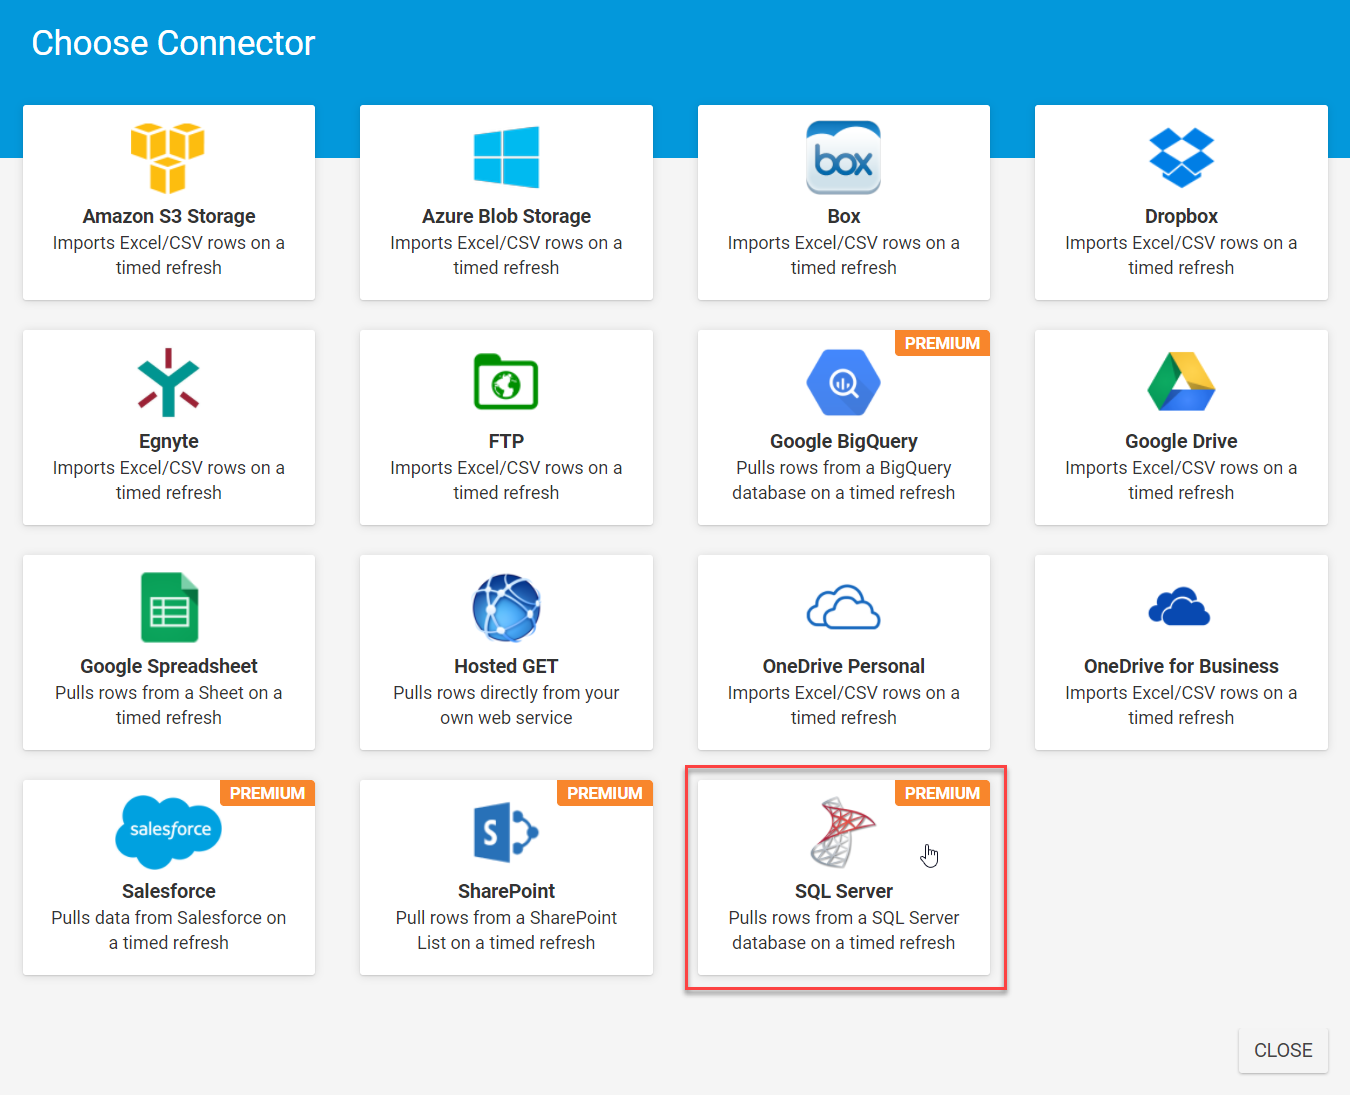 Choose Connector
Amazon S3 Storage
Imports Excel/CSV rows on a
timed refresh
Azure Blob Storage
Imports Excel/CSV rows on a
timed refresh
box
Box
Imports Excel/CSV rows on a
timed refresh
Dropbox
Imports Excel/CSV rows on a
timed refresh
Egnyte
Imports Excel/CSV rows on a
timed refresh
FTP
Imports Excel/CSV rows on a
timed refresh
PREMIUM
Google BigQuery
Pulls rows from a BigQuery
database on a timed refresh
Google Drive
Imports Excel/CSV rows on a
timed refresh
Google Spreadsheet
Pulls rows from a Sheet on a
timed refresh
Hosted GET
Pulls rows directly from your
own web service
OneDrive Personal
Imports Excel/CSV rows on a
timed refresh
OneDrive for Business
Imports Excel/CSV rows on a
timed refresh
PREMIUM
salesforce
Salesforce
Pulls data from Salesforce on
a timed refresh
PREMIUM
S
SharePoint
Pull rows from a SharePoint
List on a timed refresh
PREMIUM
SQL Server
Pulls rows from a SQL Server
database on a timed refresh
CLOSE